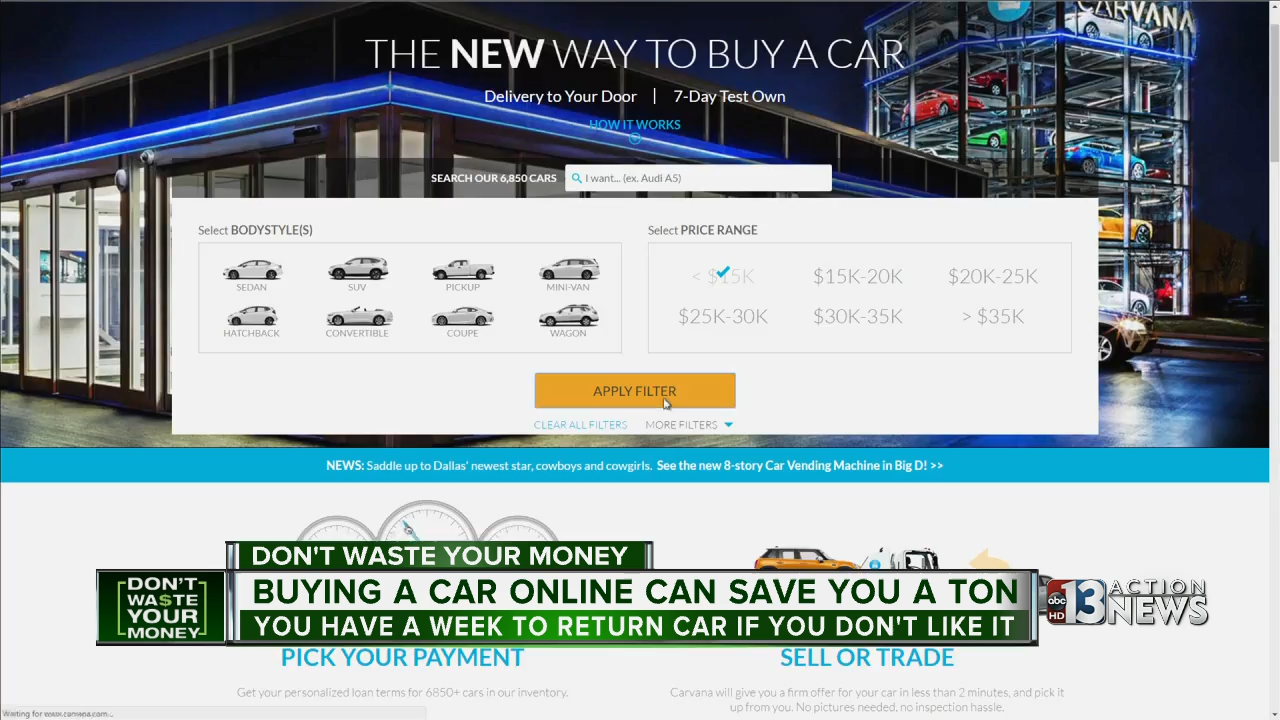 CARVANA
THE NEW WAY TO BUY A CAR
Delivery to Your Door | 7-Day Test Own
HOW IT WORKS
SEARCH OUR 6,850 CARS
I want... (ex. Audi A5)
Select BODYSTYLE(S)
Select PRICE RANGE
SEDAN SUV PICKUP MINI-VAN
HATCHBACK CONVERTIBLE COUPE WAGON
< $15K $15K-20K $20K-25K
$25K-30K $30K-35K > $35K
APPLY FILTER
CLEAR ALL FILTERS MORE FILTERS
NEWS: Saddle up to Dallas' newest star, cowboys and cowgirls. See the new 8-story Car Vending Machine in Big D! >>
DON'T WASTE YOUR MONEY
DON'T
WA$TE
YOUR
MONEY
BUYING A CAR ONLINE CAN SAVE YOU A TON
YOU HAVE A WEEK TO RETURN CAR IF YOU DON'T LIKE IT
abc
HD
13
ACTION
NEWS
PICK YOUR PAYMENT
SELL OR TRADE
Get your personalized loan terms for 6850+ cars in our inventory.
Carvana will give you a firm offer for your car in less than 2 minutes, and pick it
up from you. No pictures needed, no inspection hassle.
Waiting for www.carvana.com...